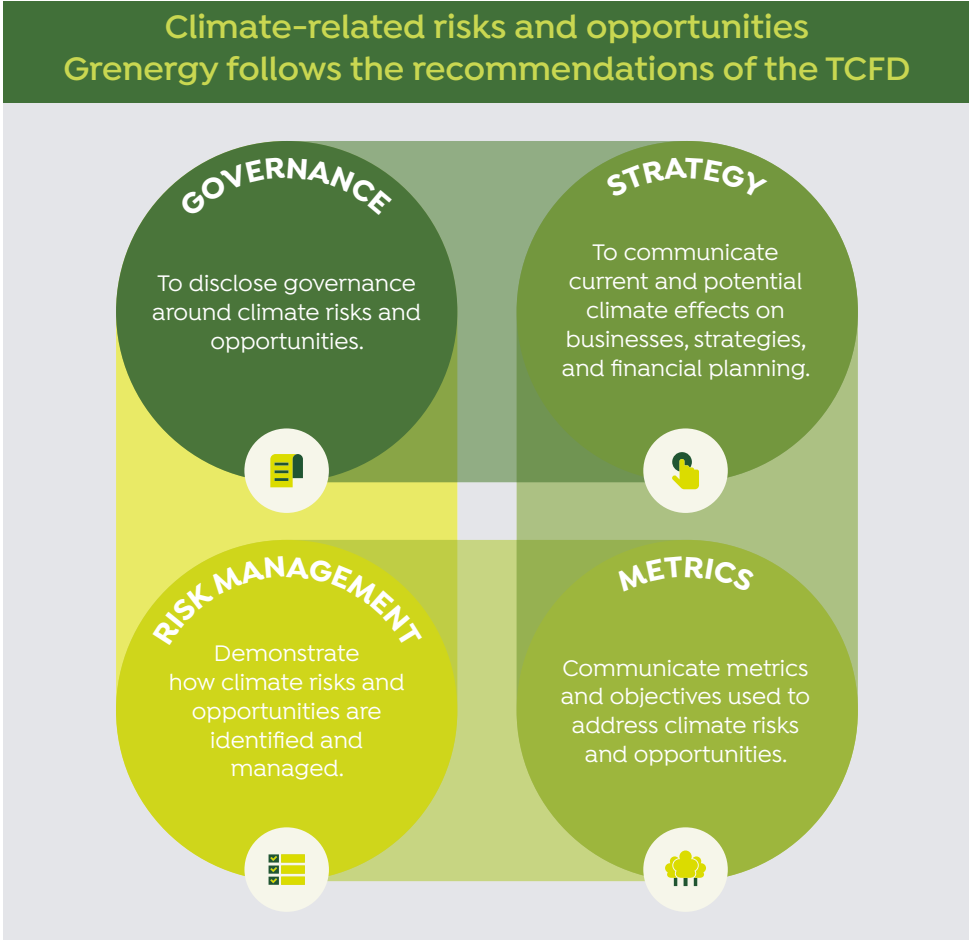 Climate-related risks and opportunities
Grenergy follows the recommendations of the TCFD
GOVERNANCE
To disclose governance
around climate risks and
opportunities.
STRATEGY
To communicate
current and potential
climate effects on
businesses, strategies,
and financial planning.
RISK MANAGEMENT
Demonstrate
how climate risks and
opportunities are
identified and
managed.
METRICS
Communicate metrics
and objectives used to
address climate risks
and opportunities.